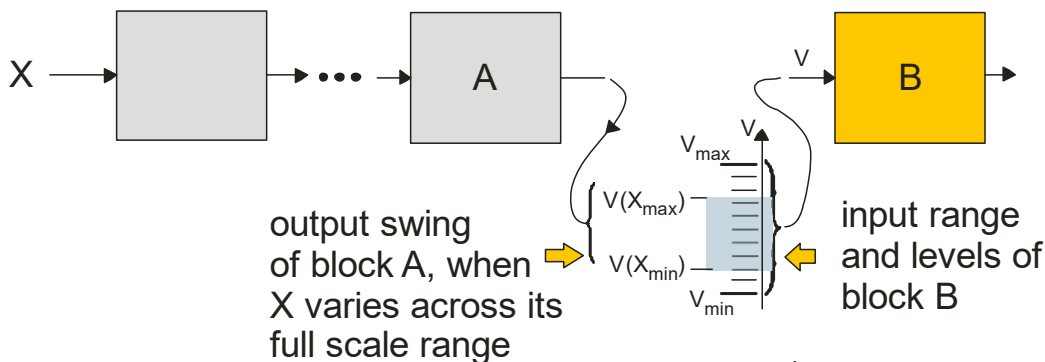 X
A
V
B
V
Vmax
V(Xmax)
V(Xmin)
Vmin
output swing
of block A, when
X varies across its
full scale range
input range
and levels of
block B